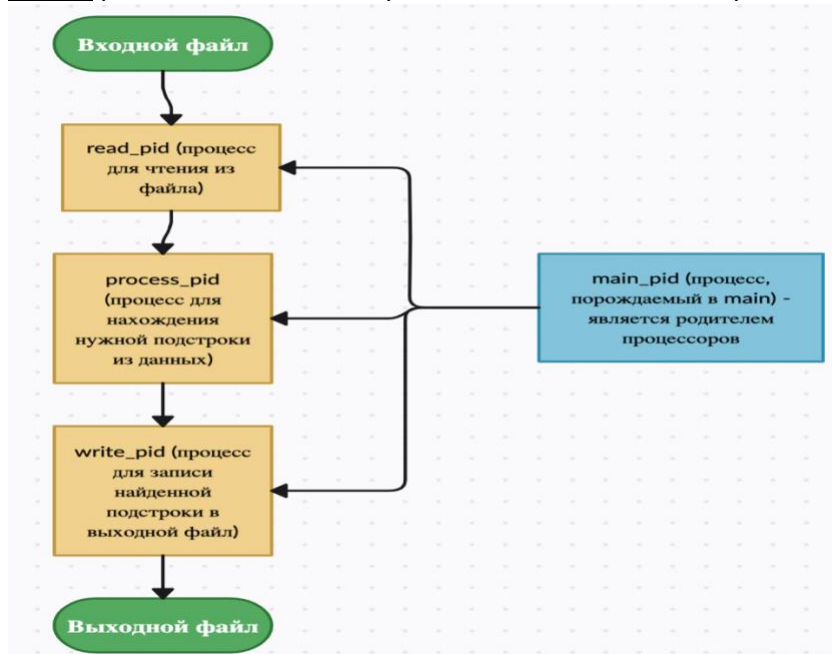 Входной файл
read_pid (процесс
для чтения из
файла)
process_pid
(процесс для
нахождения
нужной подстроки
из данных)
main_pid (процесс,
порождаемый в main) -
является родителем
процессоров
write_pid (процесс
для записи
найденной
подстроки в
выходной файл)
Выходной файл